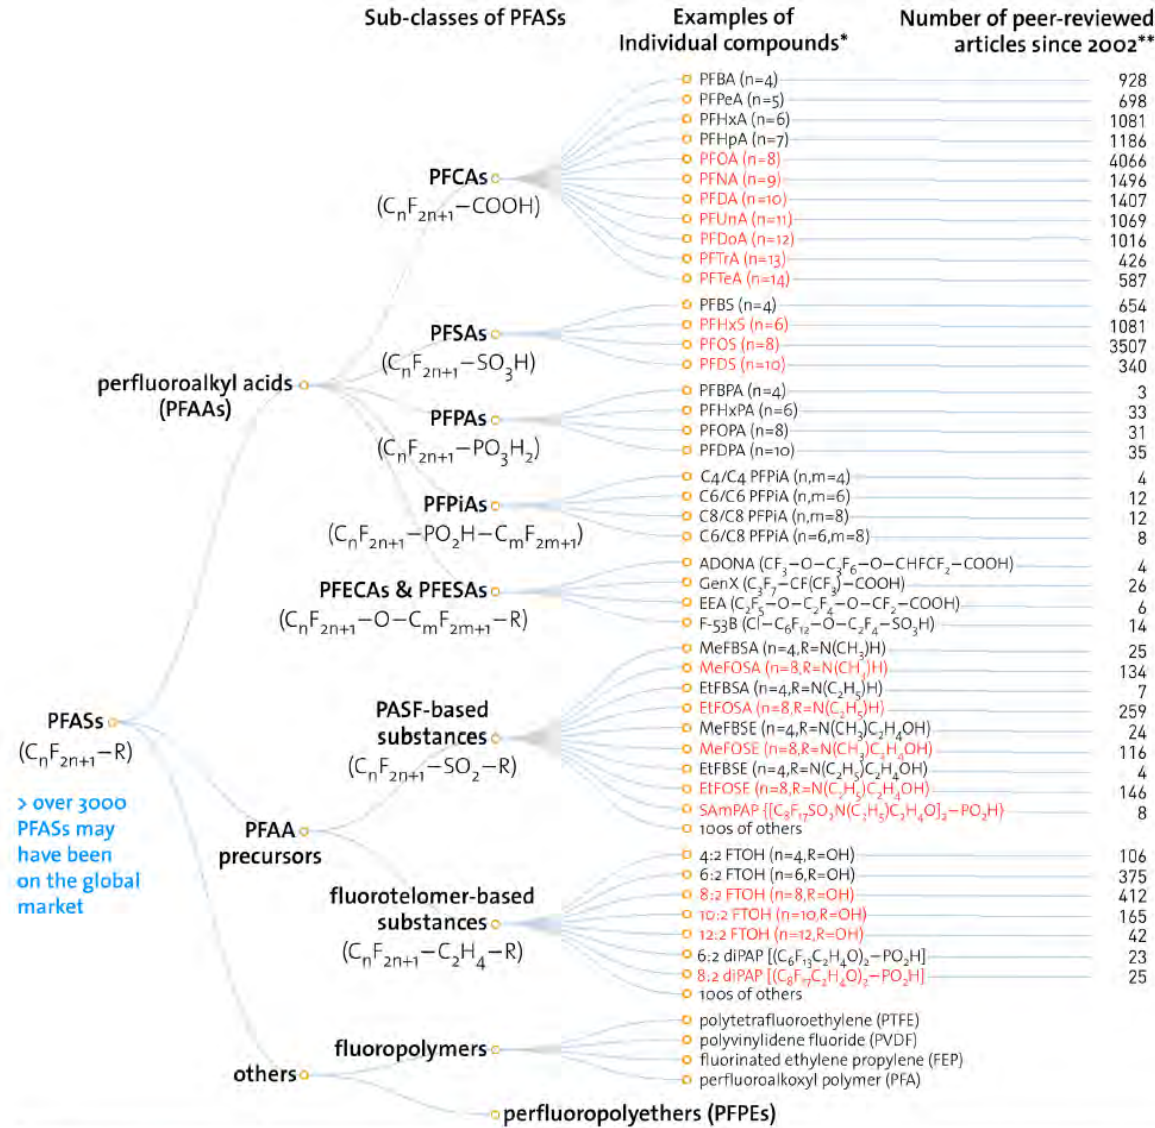 Sub-classes of PFASs
Examples of
Individual compounds*
Number of peer-reviewed
articles since 2002**
PFBA (n=4) 928
PFPeA (n=5) 698
PFHxA (n=6) 1081
PFHpA (n=7) 1186
PFOA (n=8) 4066
PFNA (n=9) 1496
PFDA (n=10) 1407
PFUnA (n=11) 1069
PFDoA (n=12) 1016
PFTrA (n=13) 426
PFTeA (n=14) 587
PFCAs
(CₙF₂ₙ₊₁–COOH)
PFBS (n=4) 654
PFHxS (n=6) 1081
PFOS (n=8) 3507
PFDS (n=10) 340
PFSAs
(CₙF₂ₙ₊₁–SO₃H)
perfluoroalkyl acids
(PFAAs)
PFBPA (n=4) 3
PFHxPA (n=6) 33
PFOPA (n=8) 31
PFDPA (n=10) 35
PFPAs
(CₙF₂ₙ₊₁–PO₃H₂)
C4/C4 PFPiA (n,m=4) 4
C6/C6 PFPiA (n,m=6) 12
C8/C8 PFPiA (n,m=8) 12
C6/C8 PFPiA (n=6,m=8) 8
PFPiAs
(CₙF₂ₙ₊₁–PO₂H–CₘF₂ₘ₊₁)
ADONA (CF₃–O–C₃F₆–O–CHFCF₂–COOH) 4
GenX (C₃F₇–CF(CF₃)–COOH) 26
EEA (C₂F₅–O–C₂F₄–O–CF₂–COOH) 6
F-53B (Cl–C₆F₁₂–O–C₂F₄–SO₃H) 14
PFECAs & PFESAs
(CₙF₂ₙ₊₁–O–CₘF₂ₘ₊₁–R)
MeFBSA (n=4,R=N(CH₃)H) 25
MeFOSA (n=8,R=N(CH₃)H) 134
EtFBSA (n=4,R=N(C₂H₅)H) 7
EtFOSA (n=8,R=N(C₂H₅)H) 259
MeFBSE (n=4,R=N(CH₃)C₂H₄OH) 24
MeFOSE (n=8,R=N(CH₃)C₂H₄OH) 116
EtFBSE (n=4,R=N(C₂H₅)C₂H₄OH) 4
EtFOSE (n=8,R=N(C₂H₅)C₂H₄OH) 146
SAmPAP {[C₈F₁₇SO₂N(C₂H₅)C₂H₄O]₂–PO₂H} 8
100s of others
PASF-based
substances
(CₙF₂ₙ₊₁–SO₂–R)
PFASs
(CₙF₂ₙ₊₁–R)
> over 3000
PFASs may
have been
on the global
market
PFAA
precursors
4:2 FTOH (n=4,R=OH) 106
6:2 FTOH (n=6,R=OH) 375
8:2 FTOH (n=8,R=OH) 412
10:2 FTOH (n=10,R=OH) 165
12:2 FTOH (n=12,R=OH) 42
6:2 diPAP [(C₆F₁₃C₂H₄O)₂–PO₂H] 23
8:2 diPAP [(C₈F₁₇C₂H₄O)₂–PO₂H] 25
100s of others
fluorotelomer-based
substances
(CₙF₂ₙ₊₁–C₂H₄–R)
polytetrafluoroethylene (PTFE)
polyvinylidene fluoride (PVDF)
fluorinated ethylene propylene (FEP)
perfluoroalkoxyl polymer (PFA)
fluoropolymers
others
perfluoropolyethers (PFPEs)